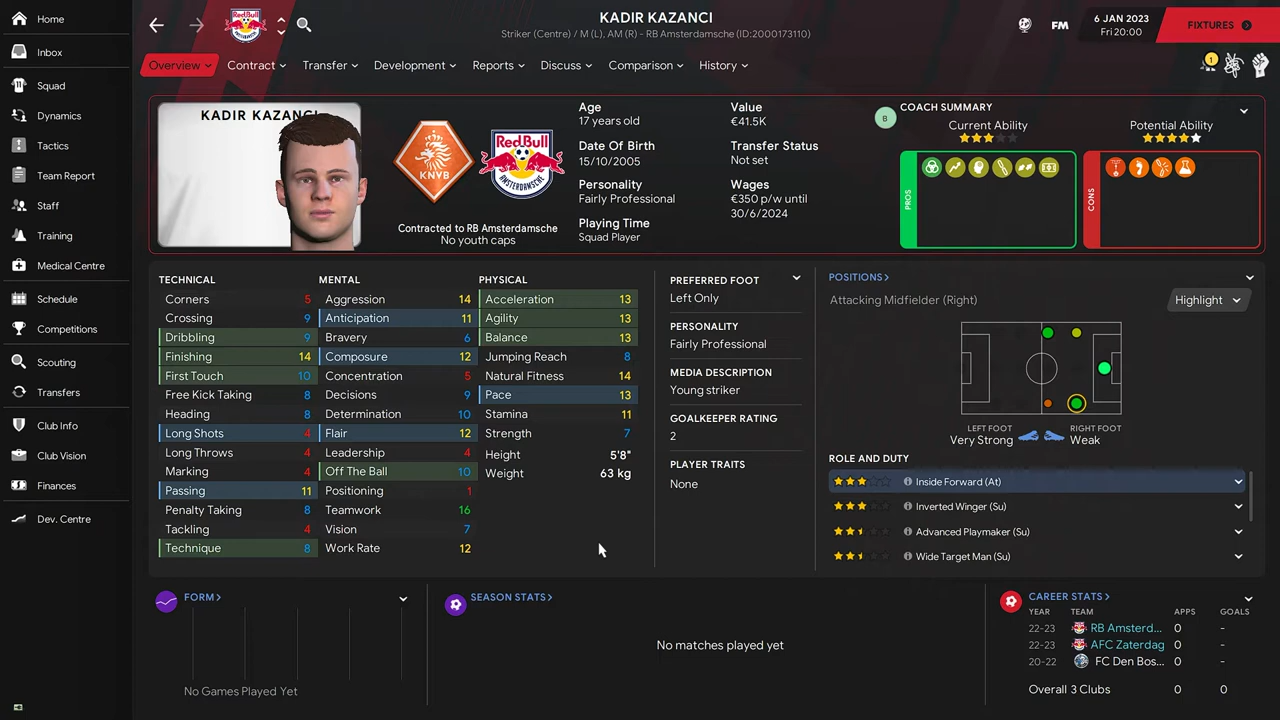 KADIR KAZANCI
Striker (Centre) / M (L), AM (R) - RB Amsterdamsche (ID:2000173110)
FM
6 JAN 2023
Fri 20:00
FIXTURES
1
Home
Inbox
Squad
Dynamics
Tactics
Team Report
Staff
Training
Medical Centre
Schedule
Competitions
Scouting
Transfers
Club Info
Club Vision
Finances
Dev. Centre
Overview
Contract
Transfer
Development
Reports
Discuss
Comparison
History
KADIR KAZANCI
KNVB
RedBull
AMSTERDAMSCHE
Contracted to RB Amsterdamsche
No youth caps
Age
17 years old
Date Of Birth
15/10/2005
Personality
Fairly Professional
Playing Time
Squad Player
Value
€41.5K
Transfer Status
Not set
Wages
€350 p/w until
30/6/2024
B
COACH SUMMARY
Current Ability
Potential Ability
PROS
CONS
TECHNICAL
Corners 5
Crossing 9
Dribbling 9
Finishing 14
First Touch 10
Free Kick Taking 8
Heading 8
Long Shots 4
Long Throws 4
Marking 4
Passing 11
Penalty Taking 8
Tackling 4
Technique 8
MENTAL
Aggression 14
Anticipation 11
Bravery 6
Composure 12
Concentration 5
Decisions 9
Determination 10
Flair 12
Leadership 4
Off The Ball 10
Positioning 1
Teamwork 16
Vision 7
Work Rate 12
PHYSICAL
Acceleration 13
Agility 13
Balance 13
Jumping Reach 8
Natural Fitness 14
Pace 13
Stamina 11
Strength 7
Height 5'8"
Weight 63 kg
PREFERRED FOOT
Left Only
PERSONALITY
Fairly Professional
MEDIA DESCRIPTION
Young striker
GOALKEEPER RATING
2
PLAYER TRAITS
None
POSITIONS
Attacking Midfielder (Right)
Highlight
LEFT FOOT
Very Strong
RIGHT FOOT
Weak
ROLE AND DUTY
Inside Forward (At)
Inverted Winger (Su)
Advanced Playmaker (Su)
Wide Target Man (Su)
FORM
No Games Played Yet
SEASON STATS
No matches played yet
CAREER STATS
YEAR TEAM APPS GOALS
22-23 RB Amsterd... 0 -
22-23 AFC Zaterdag 0 -
20-22 FC Den Bos... 0 -
Overall 3 Clubs 0 0